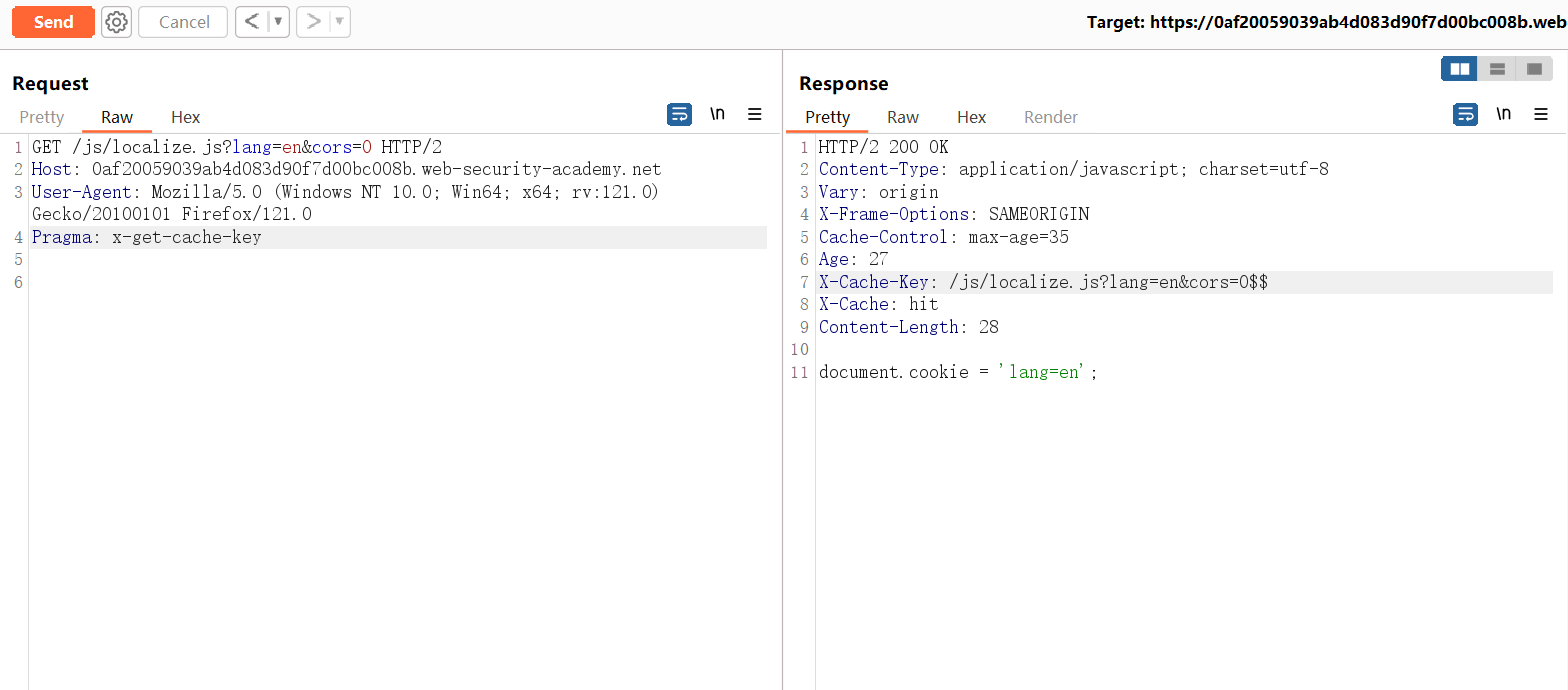 Send Cancel < ▼ > ▼ Target: https://0af20059039ab4d083d90f7d00bc008b.web
Request
Pretty Raw Hex \n
1 GET /js/localize.js?lang=en&cors=0 HTTP/2
2 Host: 0af20059039ab4d083d90f7d00bc008b.web-security-academy.net
3 User-Agent: Mozilla/5.0 (Windows NT 10.0; Win64; x64; rv:121.0)
Gecko/20100101 Firefox/121.0
4 Pragma: x-get-cache-key
5
6
Response
Pretty Raw Hex Render \n
1 HTTP/2 200 OK
2 Content-Type: application/javascript; charset=utf-8
3 Vary: origin
4 X-Frame-Options: SAMEORIGIN
5 Cache-Control: max-age=35
6 Age: 27
7 X-Cache-Key: /js/localize.js?lang=en&cors=0$$
8 X-Cache: hit
9 Content-Length: 28
10
11 document.cookie = 'lang=en';